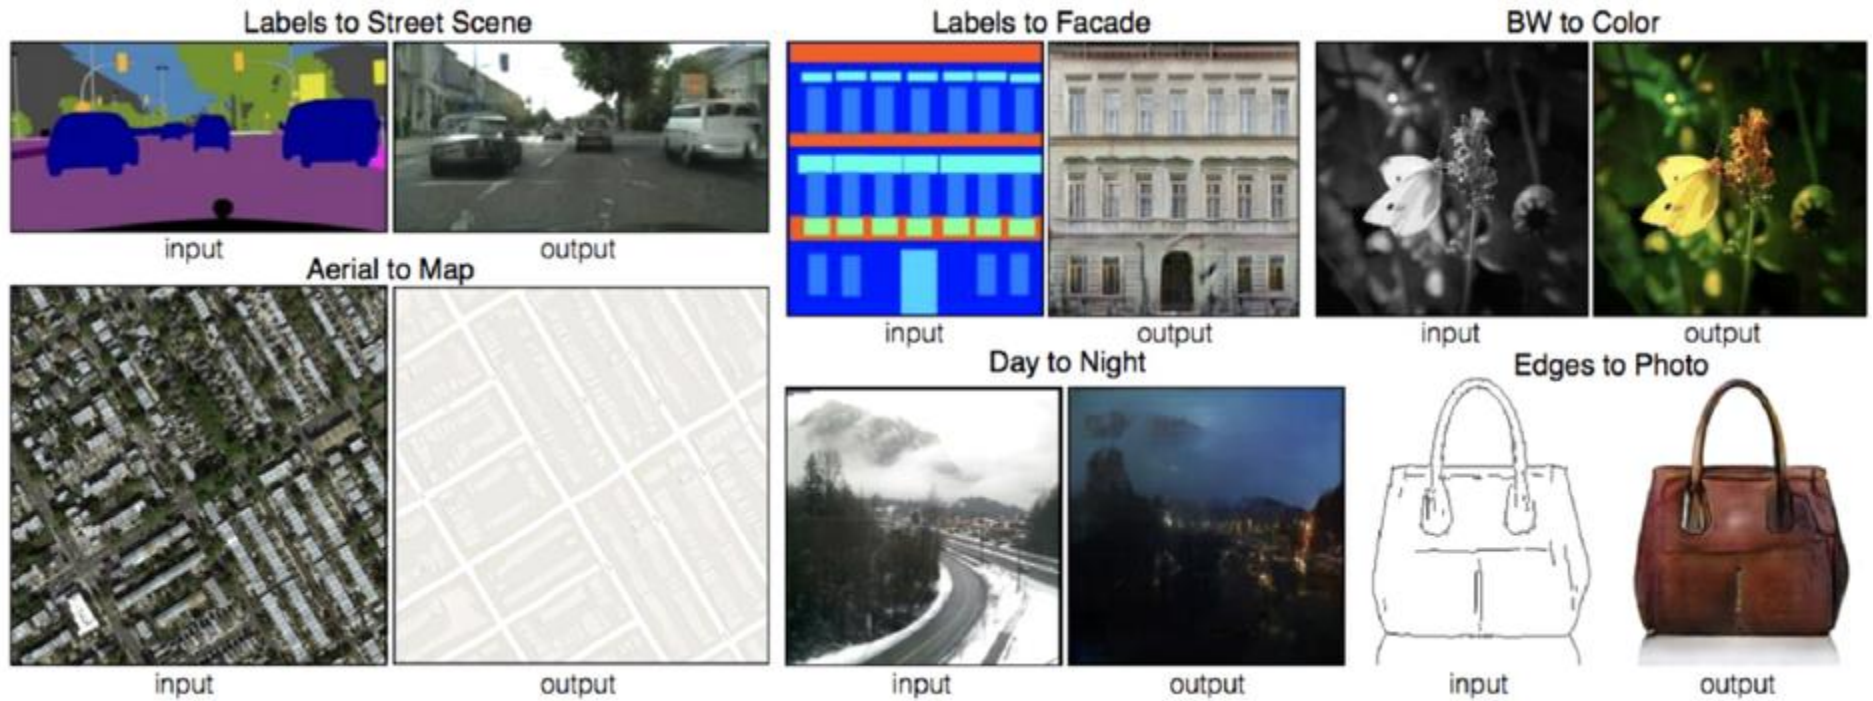 Labels to Street Scene
input
output
Aerial to Map
input
output
Labels to Facade
input
output
Day to Night
input
output
BW to Color
input
output
Edges to Photo
input
output